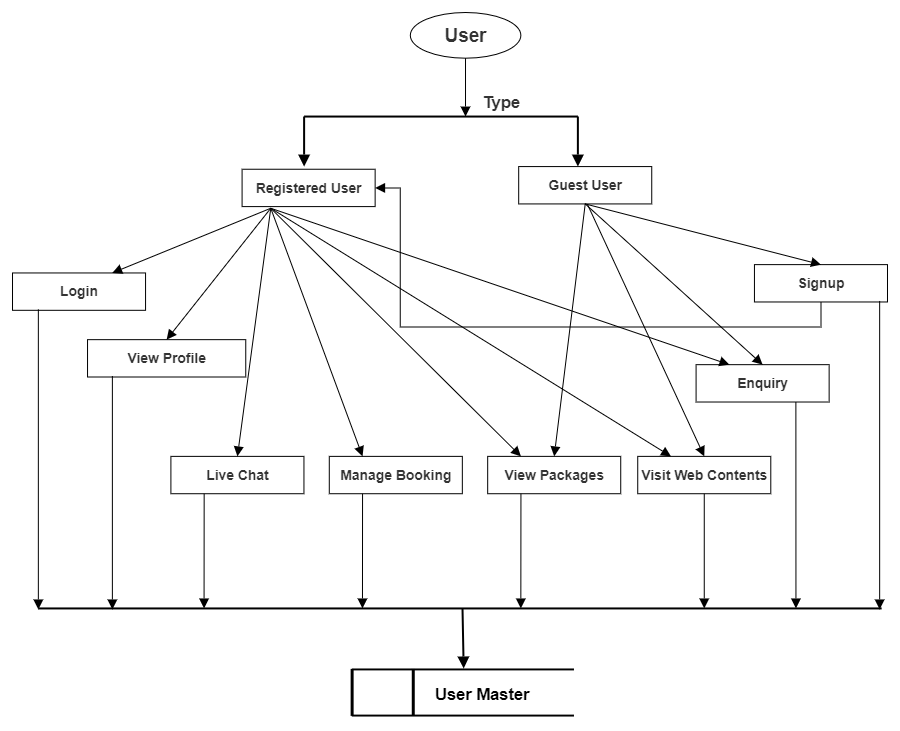 User
Type
Registered User
Guest User
Login
Signup
View Profile
Enquiry
Live Chat
Manage Booking
View Packages
Visit Web Contents
User Master